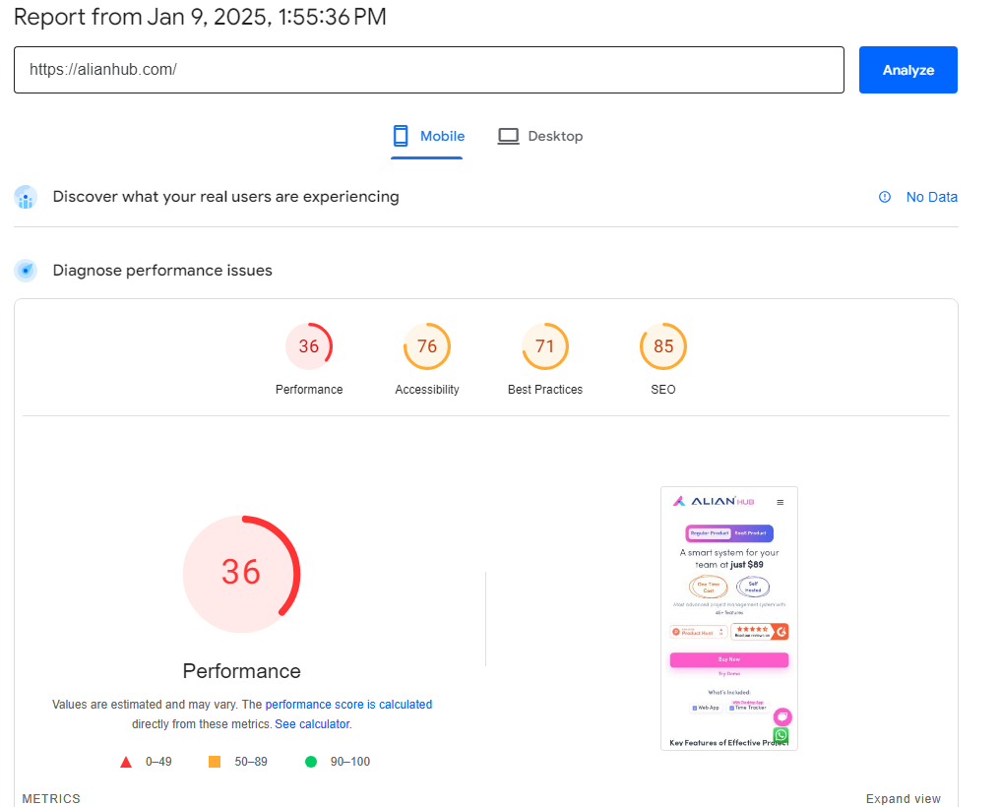 Report from Jan 9, 2025, 1:55:36 PM
https://alianhub.com/
Analyze
Mobile
Desktop
Discover what your real users are experiencing
No Data
Diagnose performance issues
36
76
71
85
Performance
Accessibility
Best Practices
SEO
36
ALIAN HUB
Regular Product
SaaS Product
A smart system for your
team at just $89
One Time
Cost
Self
Hosted
Most advanced project management system with
45+ features
Product Hunt
Read our reviews on
G
Buy Now
Try Demo
What's Included:
With Desktop App
Web App
Time Tracker
Key Features of Effective Project
Performance
Values are estimated and may vary. The performance score is calculated
directly from these metrics. See calculator.
0–49
50–89
90–100
METRICS
Expand view